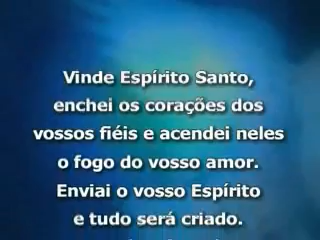 Vinde Espírito Santo,
enchei os corações dos
vossos fiéis e acendei neles
o fogo do vosso amor.
Enviai o vosso Espírito
e tudo será criado.